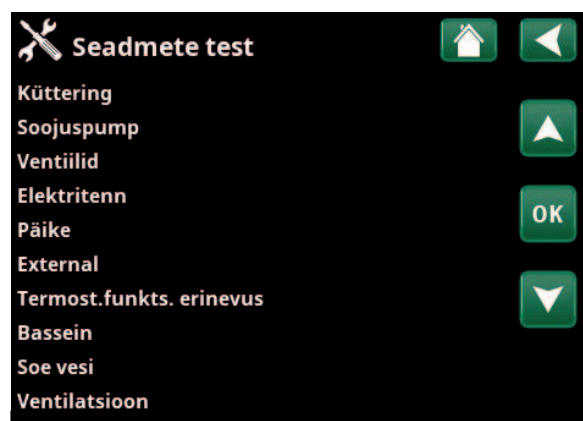 Seadmete test
Küttering
Soojuspump
Ventiilid
Elektritenn
Päike
OK
External
Termost.funkts. erinevus
Bassein
Soe vesi
Ventilatsioon